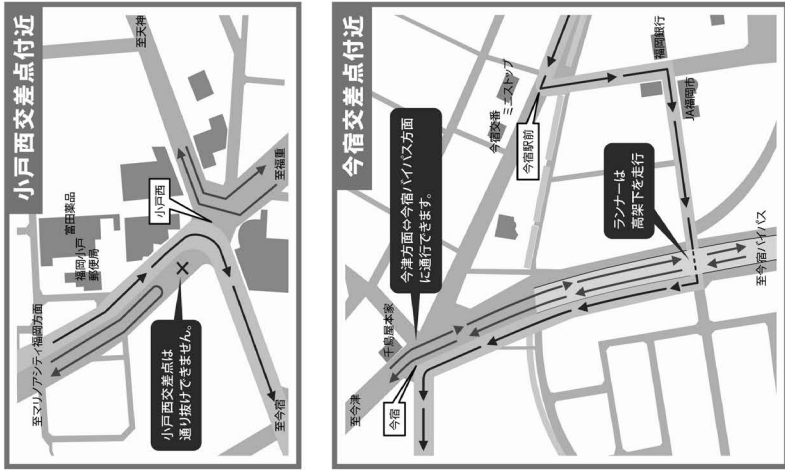 小戸西交差点付近
至天神
富田薬品
福岡小戸
郵便局
小戸西
至福重
至マリノアシティ福岡方面
小戸西交差点は
通り抜けできません。
至今宿
今宿交差点付近
福岡銀行
ミニストップ
今宿交番
JA福岡市
今宿駅前
今津方面⇔今宿バイパス方面
に通行できます。
ランナーは
高架下を走行
千鳥屋本家
至今津
今宿
至今宿バイパス